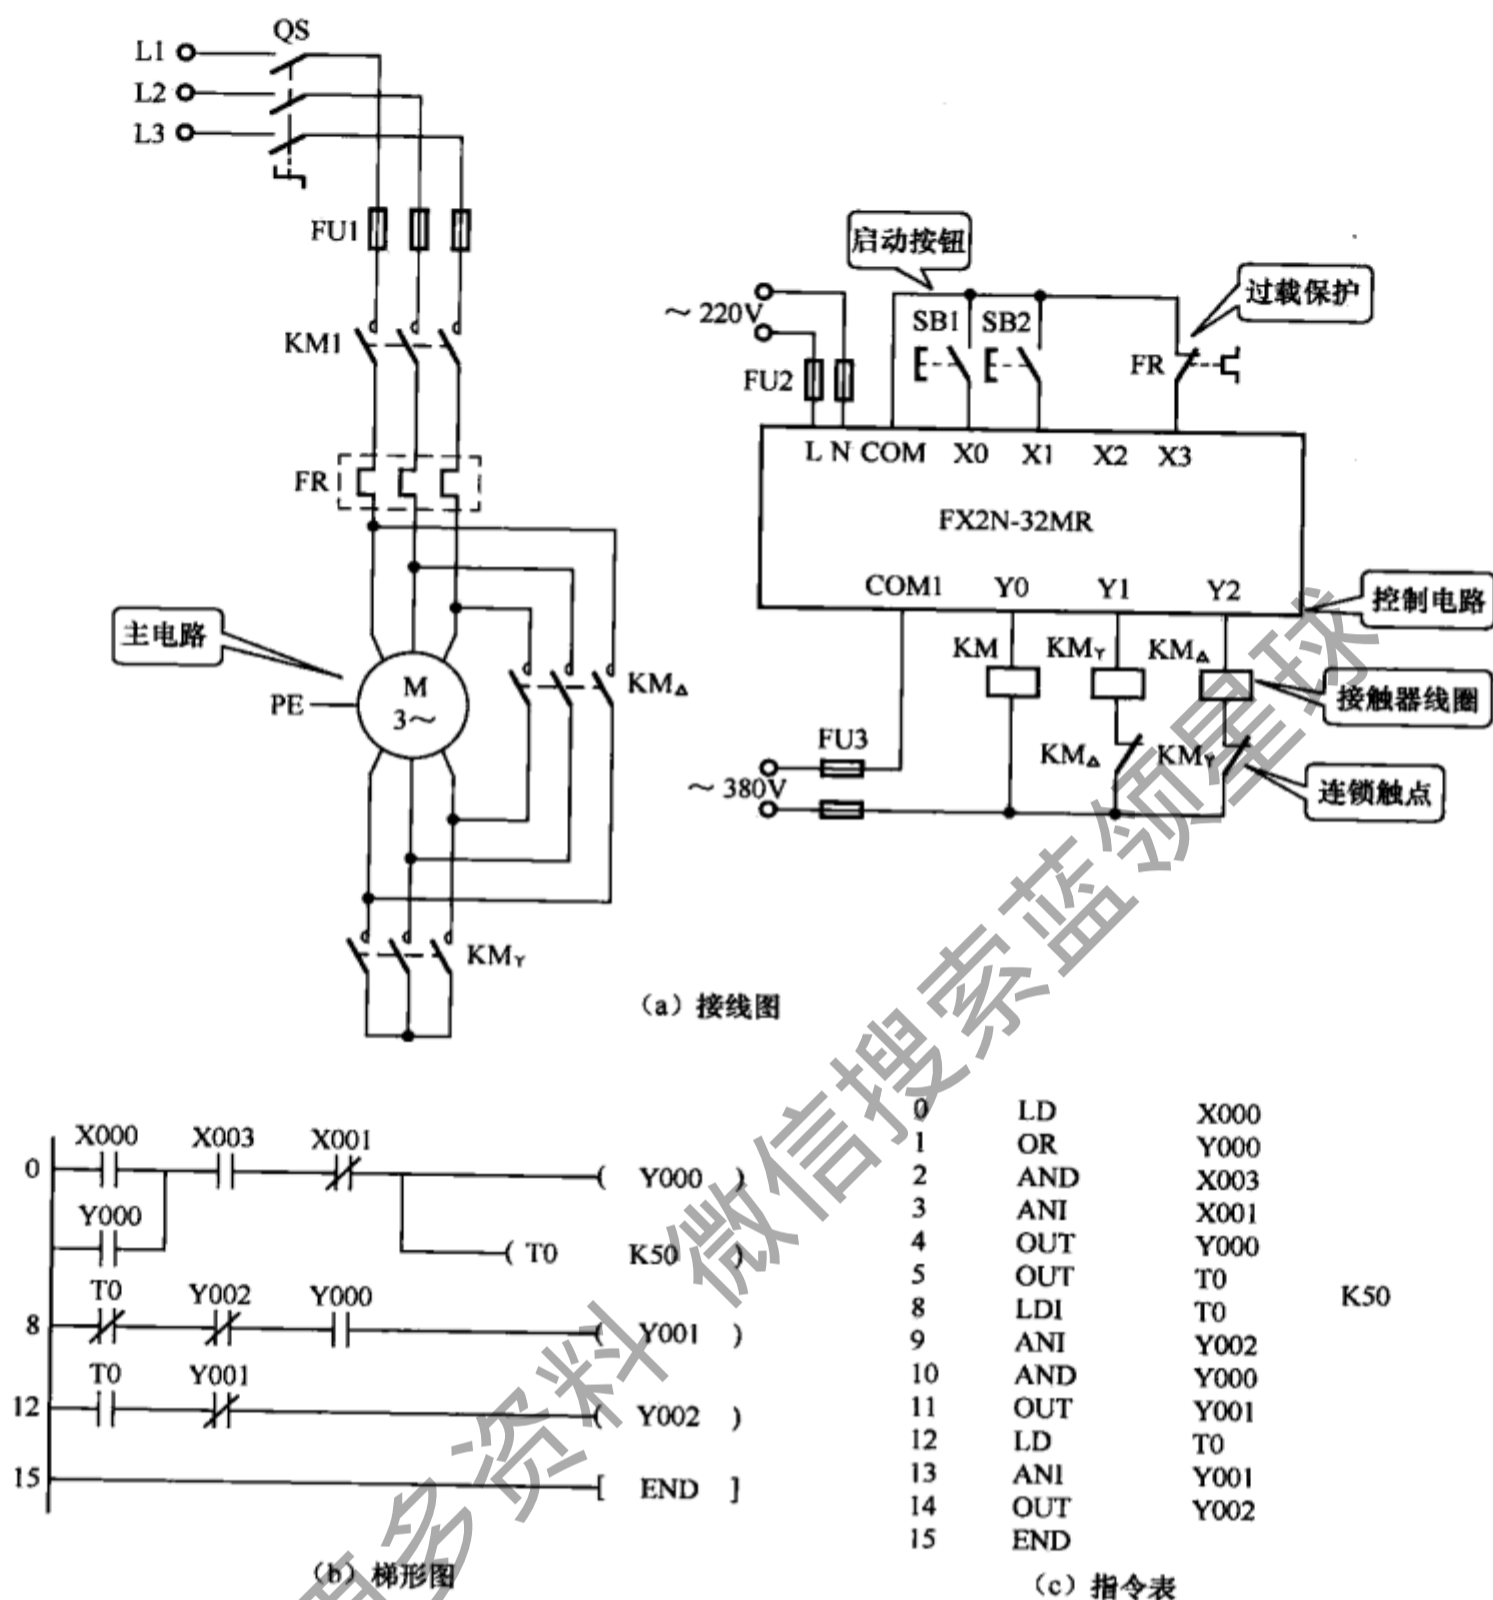 QS
L1
L2
L3
FU1
KM1
FR
主电路
PE
M
3～
KM△
KMY
启动按钮
过载保护
～220V
SB1 SB2
FU2
FR
L N COM X0 X1 X2 X3
FX2N-32MR
COM1 Y0 Y1 Y2
控制电路
KM KMY KM△
接触器线圈
FU3
KM△ KMY
～380V
连锁触点
（a）接线图
X000 X003 X001
0 ( Y000 )
Y000
( T0 K50 )
T0 Y002 Y000
8 ( Y001 )
T0 Y001
12 ( Y002 )
15 [ END ]
（b）梯形图
0 LD X000
1 OR Y000
2 AND X003
3 ANI X001
4 OUT Y000
5 OUT T0 K50
8 LDI T0
9 ANI Y002
10 AND Y000
11 OUT Y001
12 LD T0
13 ANI Y001
14 OUT Y002
15 END
（c）指令表
多资料 微信搜索蓝领星球